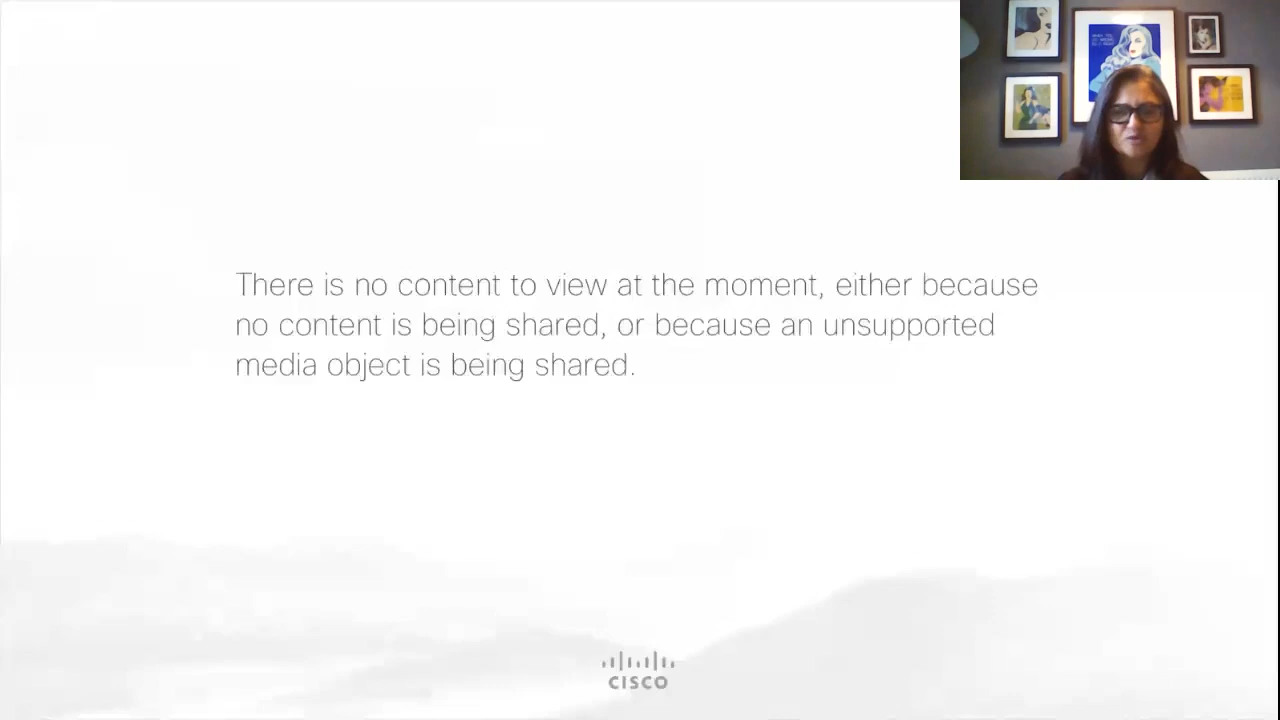 There is no content to view at the moment, either because
no content is being shared, or because an unsupported
media object is being shared.
CISCO